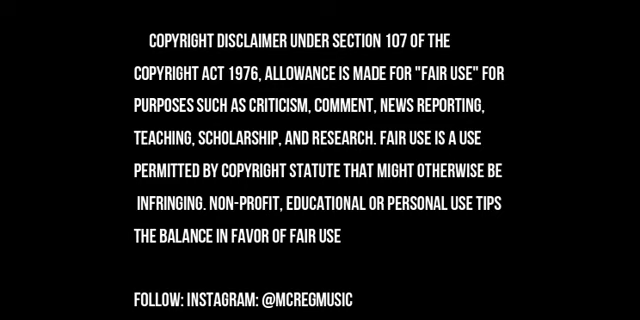 COPYRIGHT DISCLAIMER UNDER SECTION 107 OF THE
COPYRIGHT ACT 1976, ALLOWANCE IS MADE FOR "FAIR USE" FOR
PURPOSES SUCH AS CRITICISM, COMMENT, NEWS REPORTING,
TEACHING, SCHOLARSHIP, AND RESEARCH. FAIR USE IS A USE
PERMITTED BY COPYRIGHT STATUTE THAT MIGHT OTHERWISE BE
INFRINGING. NON-PROFIT, EDUCATIONAL OR PERSONAL USE TIPS
THE BALANCE IN FAVOR OF FAIR USE
FOLLOW: INSTAGRAM: @MCREGMUSIC